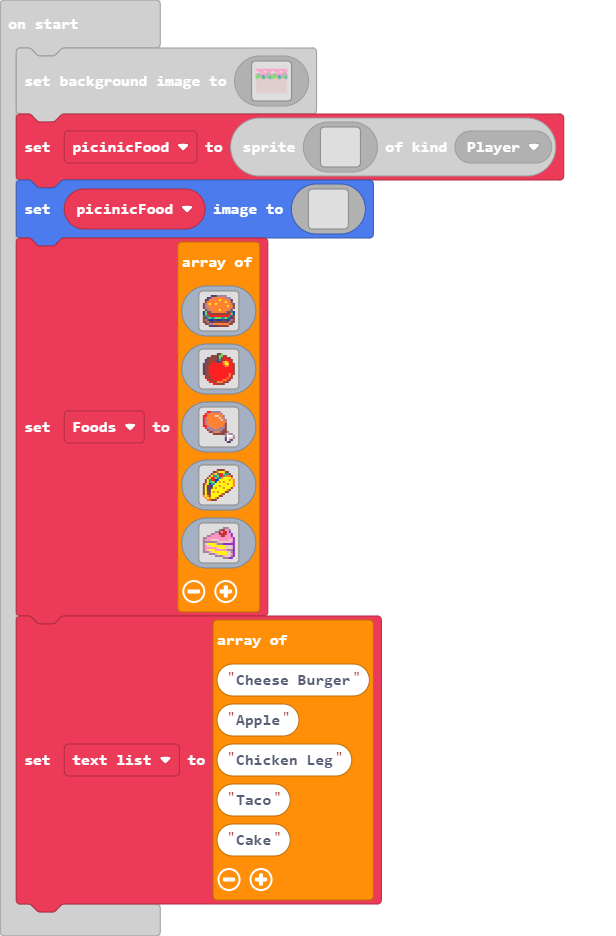 on start
set background image to
set picinicFood to sprite of kind Player
set picinicFood image to
array of
set Foods to
array of
"Cheese Burger"
"Apple"
"Chicken Leg"
set text list to
"Taco"
"Cake"